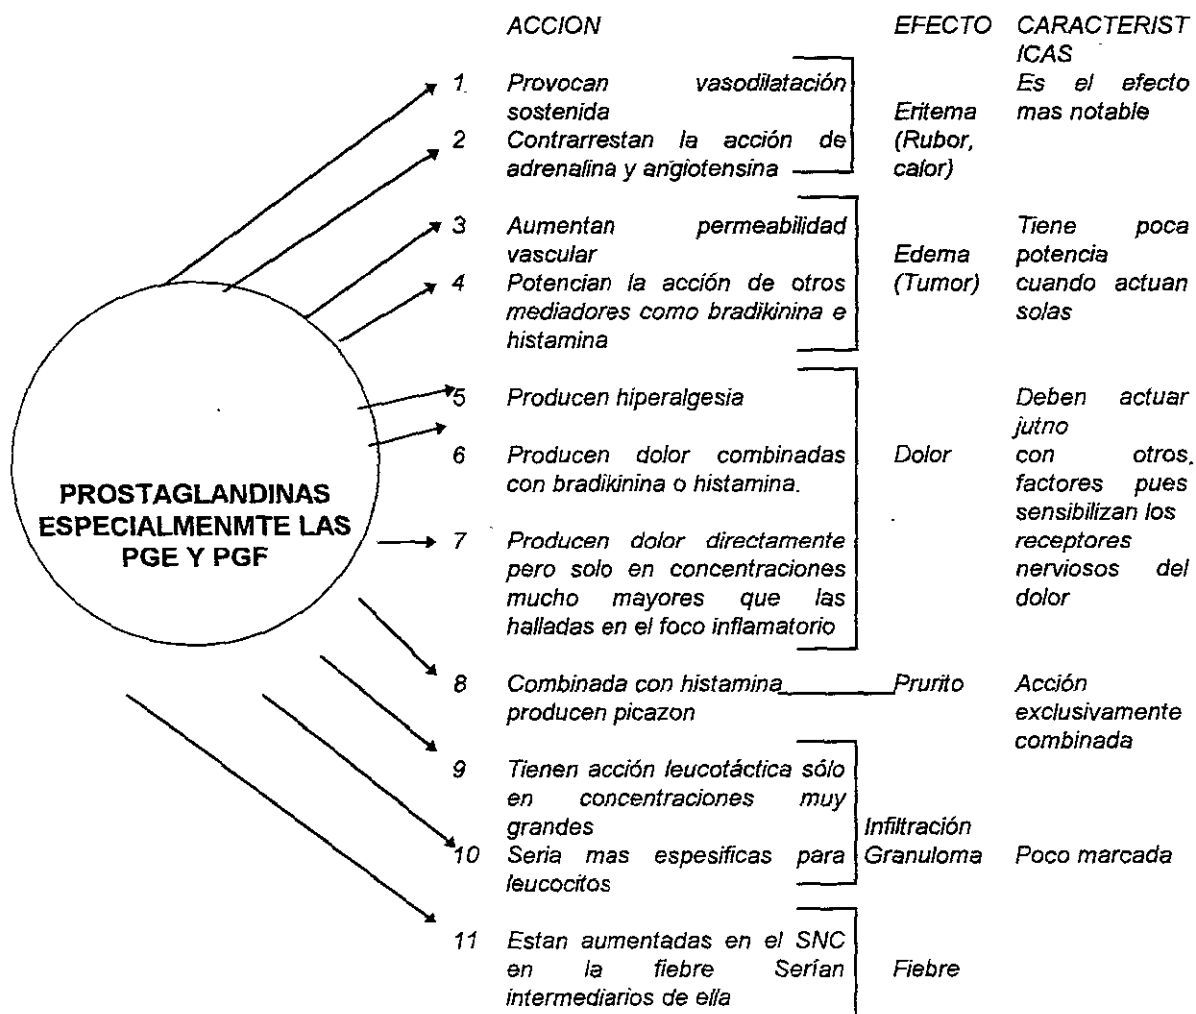 ACCION EFECTO CARACTERIST
ICAS
1 Provocan vasodilatación Es el efecto
sostenida Eritema mas notable
2 Contrarrestan la acción de (Rubor,
adrenalina y angiotensina calor)
3 Aumentan permeabilidad Tiene poca
vascular Edema potencia
4 Potencian la acción de otros (Tumor) cuando actuan
mediadores como bradikinina e solas
histamina
5 Producen hiperalgesia Deben actuar
jutno
6 Producen dolor combinadas Dolor con otros,
con bradikinina o histamina. factores pues
sensibilizan los
PROSTAGLANDINAS
ESPECIALMENMTE LAS
PGE Y PGF
7 Producen dolor directamente receptores
pero solo en concentraciones nerviosos del
mucho mayores que las dolor
halladas en el foco inflamatorio
8 Combinada con histamina Prurito Acción
producen picazon exclusivamente
combinada
9 Tienen acción leucotáctica sólo
en concentraciones muy
grandes Infiltración
10 Seria mas espesificas para Granuloma Poco marcada
leucocitos
11 Estan aumentadas en el SNC
en la fiebre Serían Fiebre
intermediarios de ella